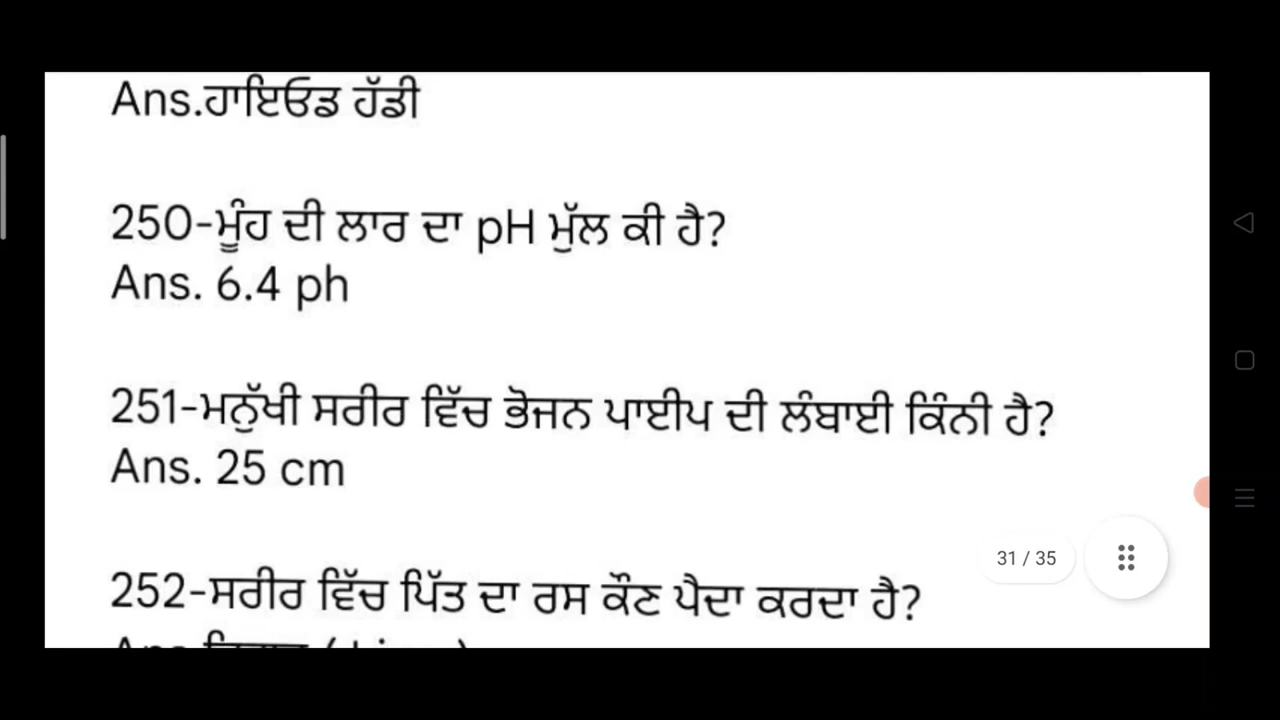 Ans.ਹਾਇਓਡ ਹੱਡੀ
250-ਮੂੰਹ ਦੀ ਲਾਰ ਦਾ pH ਮੁੱਲ ਕੀ ਹੈ?
Ans. 6.4 ph
251-ਮਨੁੱਖੀ ਸਰੀਰ ਵਿੱਚ ਭੋਜਨ ਪਾਈਪ ਦੀ ਲੰਬਾਈ ਕਿੰਨੀ ਹੈ?
Ans. 25 cm
31 / 35
252-ਸਰੀਰ ਵਿੱਚ ਪਿੱਤ ਦਾ ਰਸ ਕੌਣ ਪੈਦਾ ਕਰਦਾ ਹੈ?